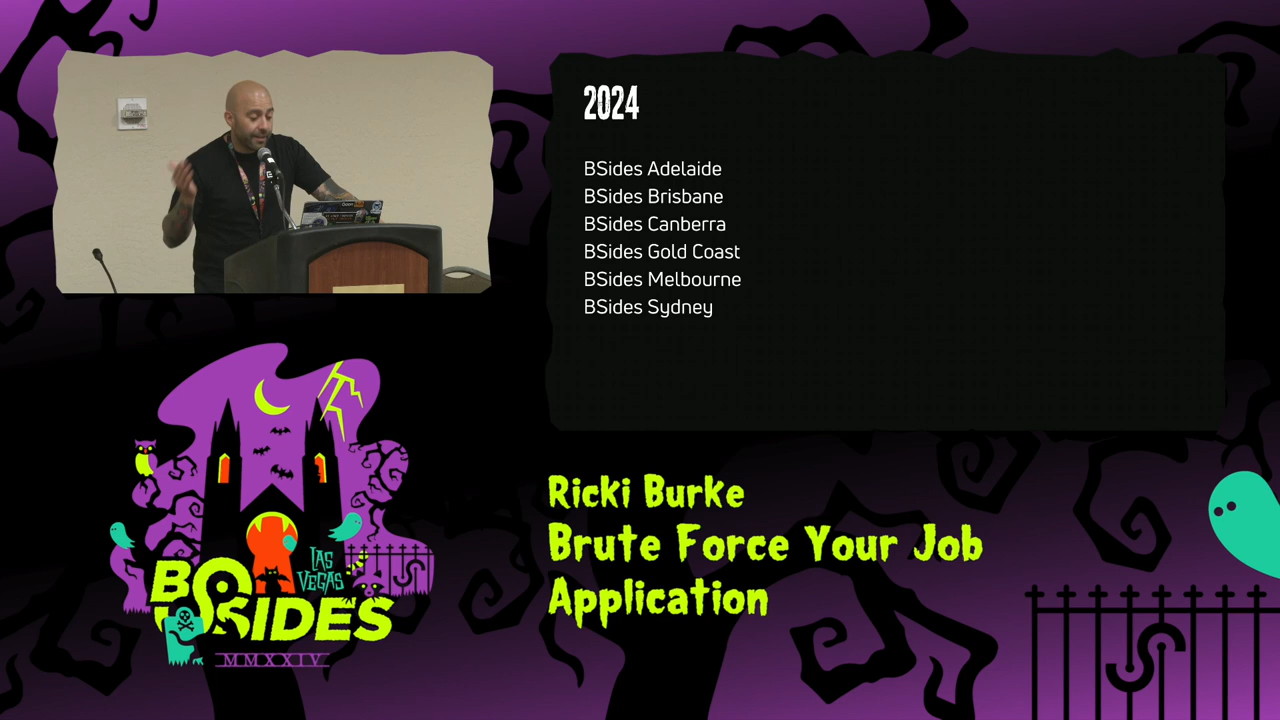 2024
BSides Adelaide
BSides Brisbane
BSides Canberra
BSides Gold Coast
BSides Melbourne
BSides Sydney
Ricki Burke
Brute Force Your Job
Application
LAS
VEGAS
BSIDES
MMXXIV